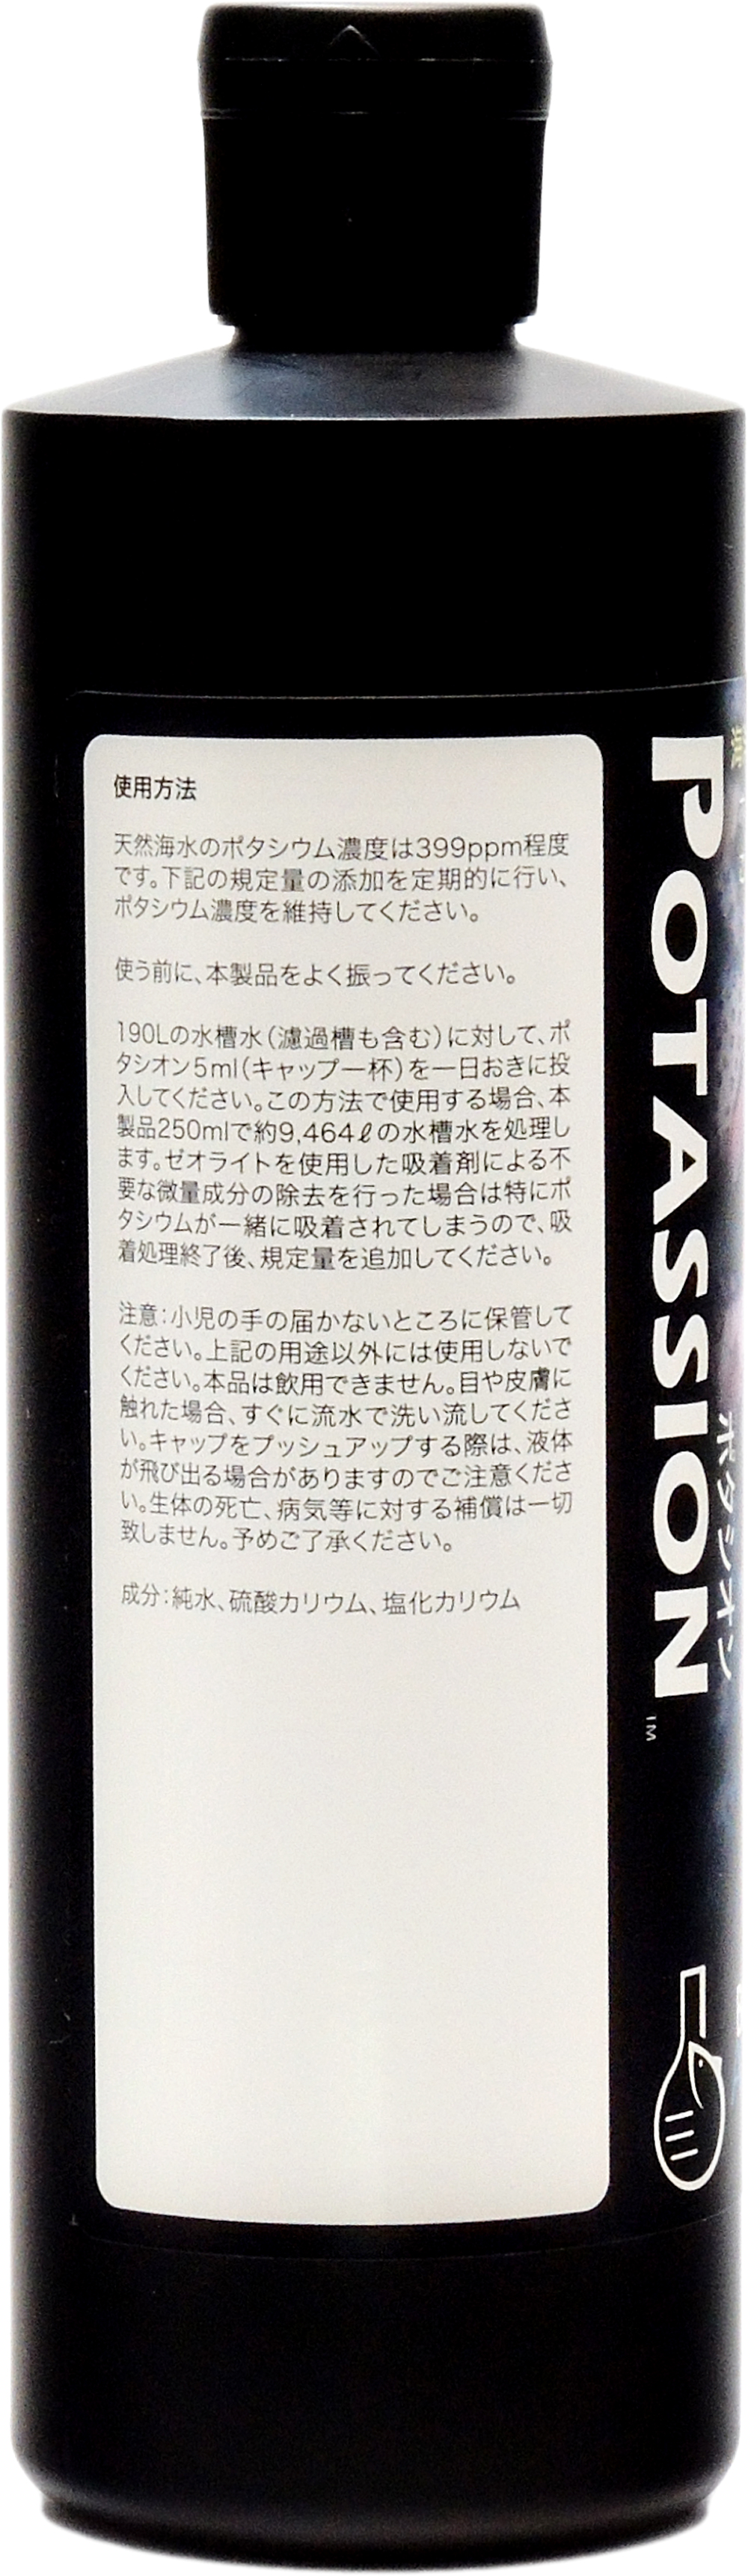 使用方法
天然海水のポタシウム濃度は399ppm程度
です。下記の規定量の添加を定期的に行い、
ポタシウム濃度を維持してください。
使う前に、本製品をよく振ってください。
190Lの水槽水（濾過槽も含む）に対して、ポ
タシオン5ml（キャップ一杯）を一日おきに投
入してください。この方法で使用する場合、本
製品250mlで約9,464ℓの水槽水を処理し
ます。ゼオライトを使用した吸着剤による不
要な微量成分の除去を行った場合は特にポ
タシウムが一緒に吸着されてしまうので、吸
着処理終了後、規定量を追加してください。
注意：小児の手の届かないところに保管して
ください。上記の用途以外には使用しないで
ください。本品は飲用できません。目や皮膚に
触れた場合、すぐに流水で洗い流してくださ
い。キャップをプッシュアップする際は、液体
が飛び出る場合がありますのでご注意くださ
い。生体の死亡、病気等に対する補償は一切
致しません。予めご了承ください。
成分：純水、硫酸カリウム、塩化カリウム
POTASSION™
ポタシオン